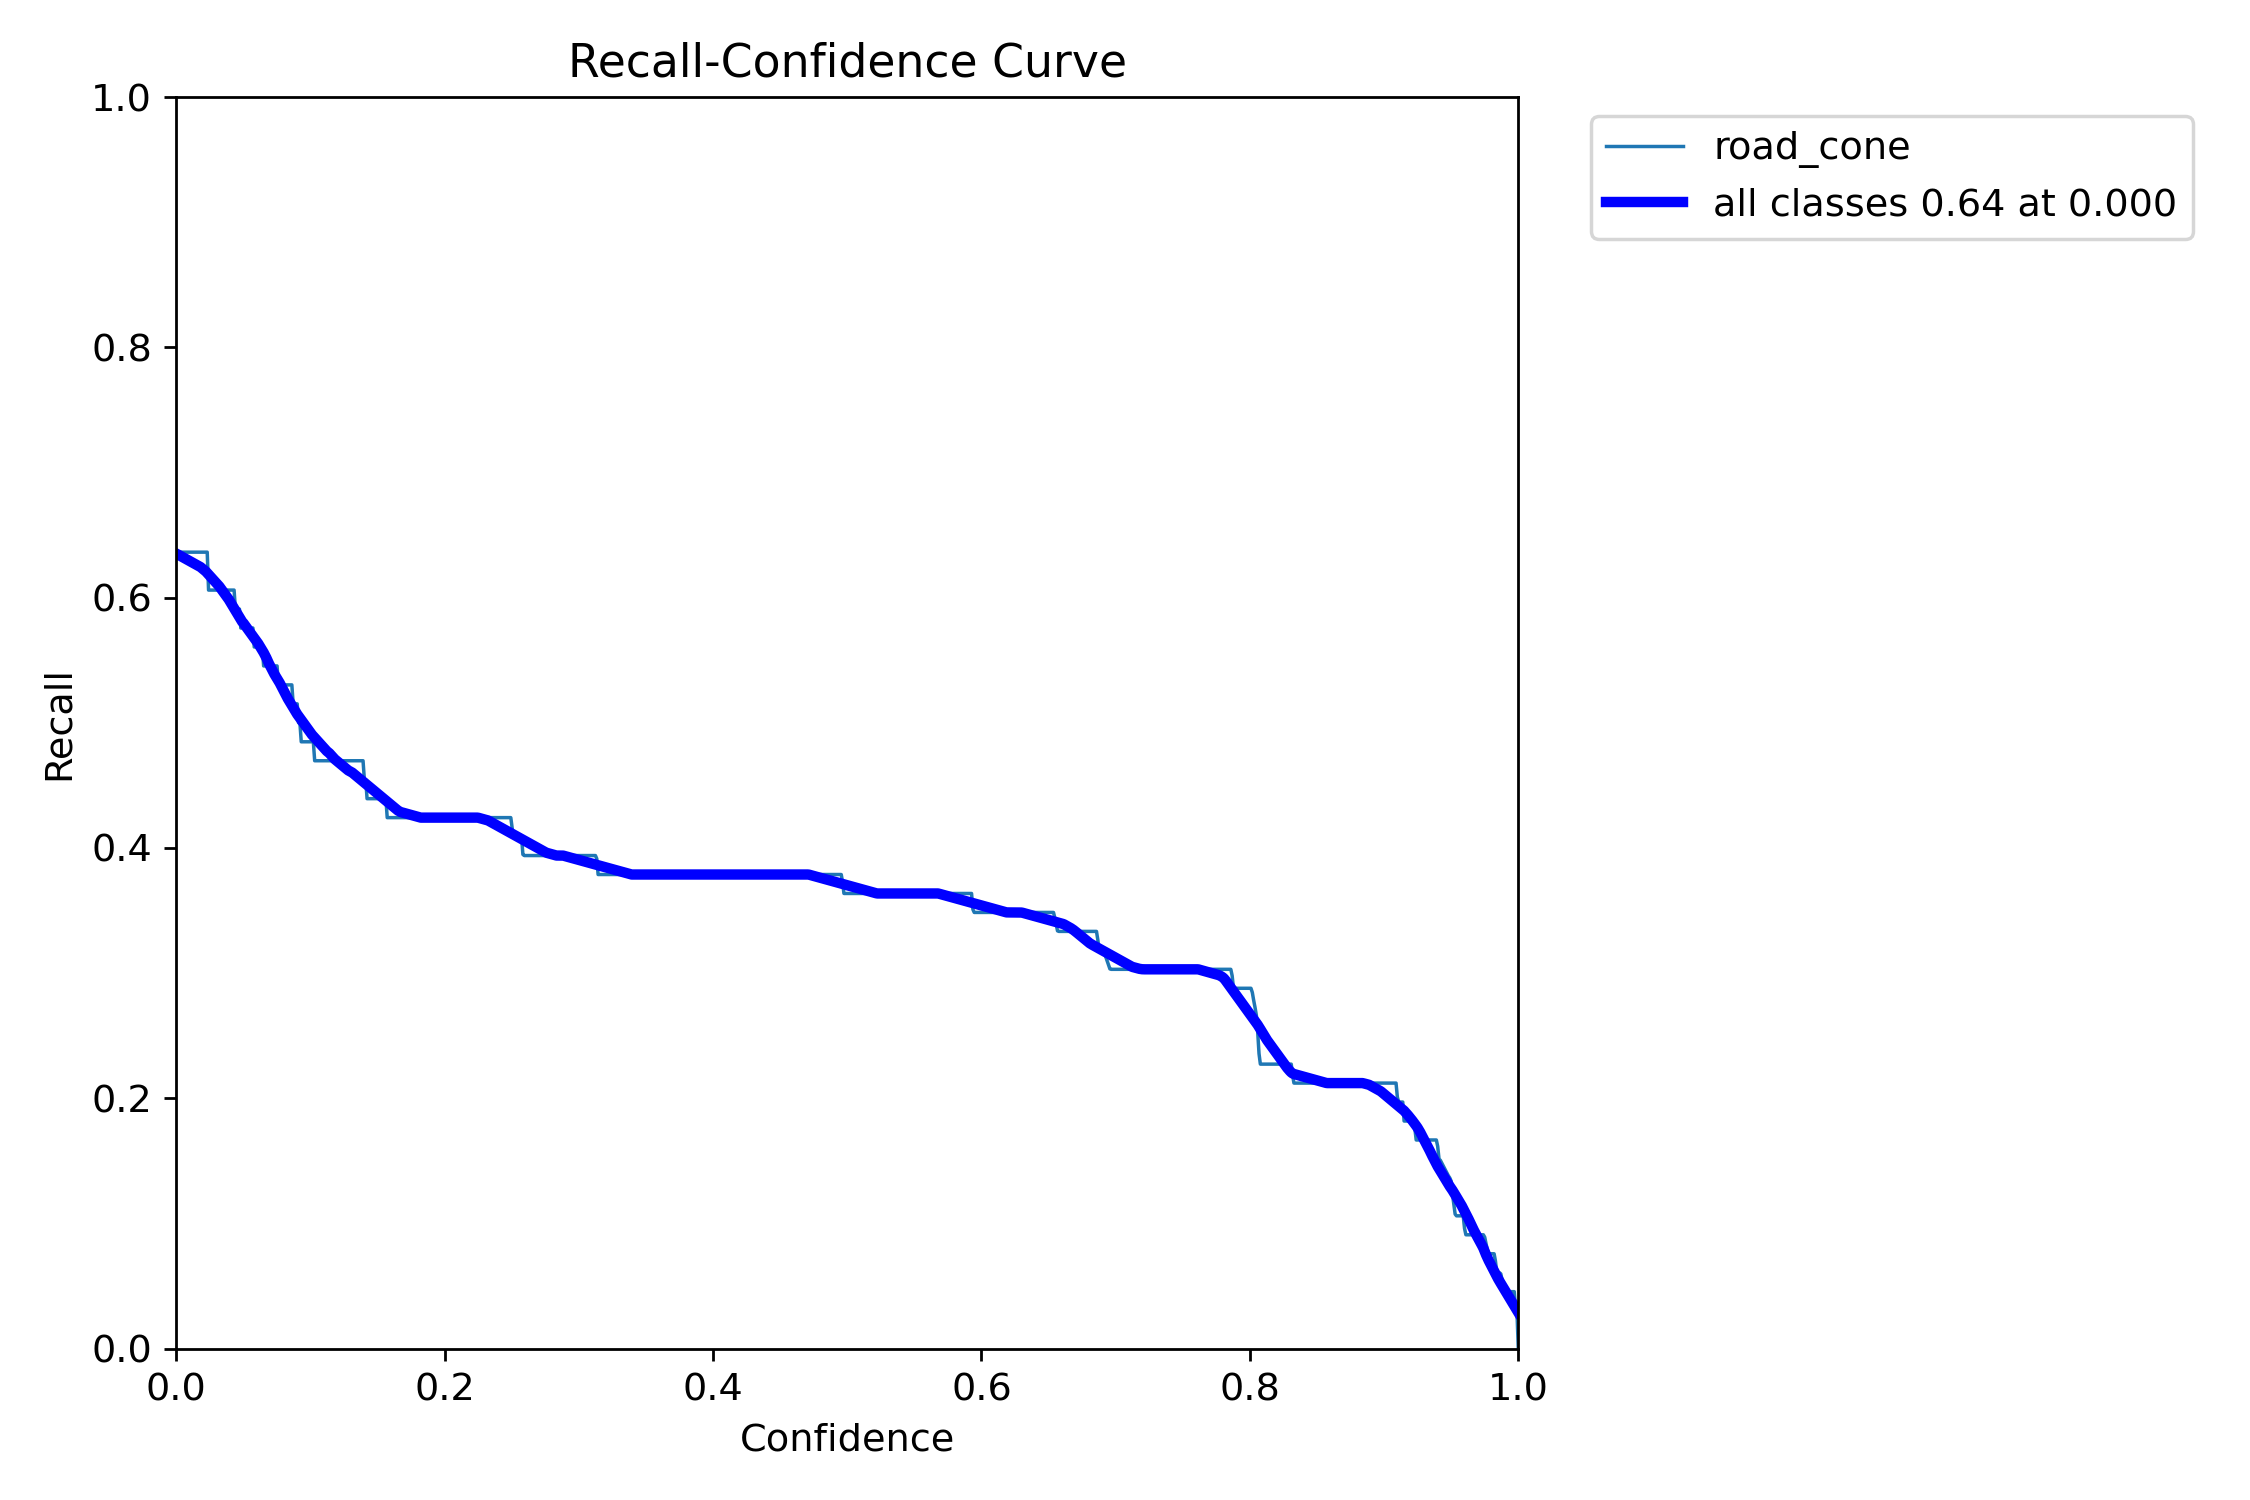 Recall-Confidence Curve
1.0
0.8
0.6
0.4
0.2
0.0
Recall
0.0 0.2 0.4 0.6 0.8 1.0
Confidence
road_cone
all classes 0.64 at 0.000